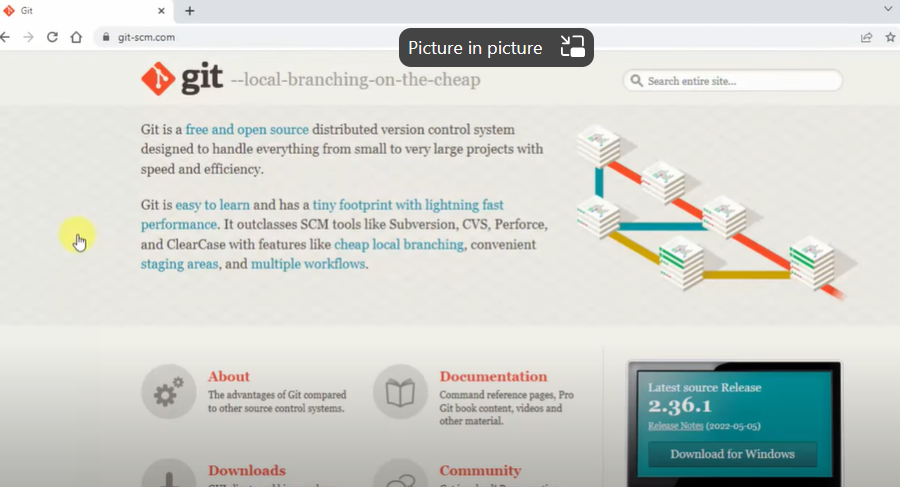 Git
git-scm.com
Picture in picture
git --local-branching-on-the-cheap
Search entire site...
Git is a free and open source distributed version control system
designed to handle everything from small to very large projects with
speed and efficiency.
Git is easy to learn and has a tiny footprint with lightning fast
performance. It outclasses SCM tools like Subversion, CVS, Perforce,
and ClearCase with features like cheap local branching, convenient
staging areas, and multiple workflows.
About
The advantages of Git compared
to other source control systems.
Documentation
Command reference pages, Pro
Git book content, videos and
other material.
Latest source Release
2.36.1
Release Notes (2022-05-05)
Download for Windows
Downloads
Community